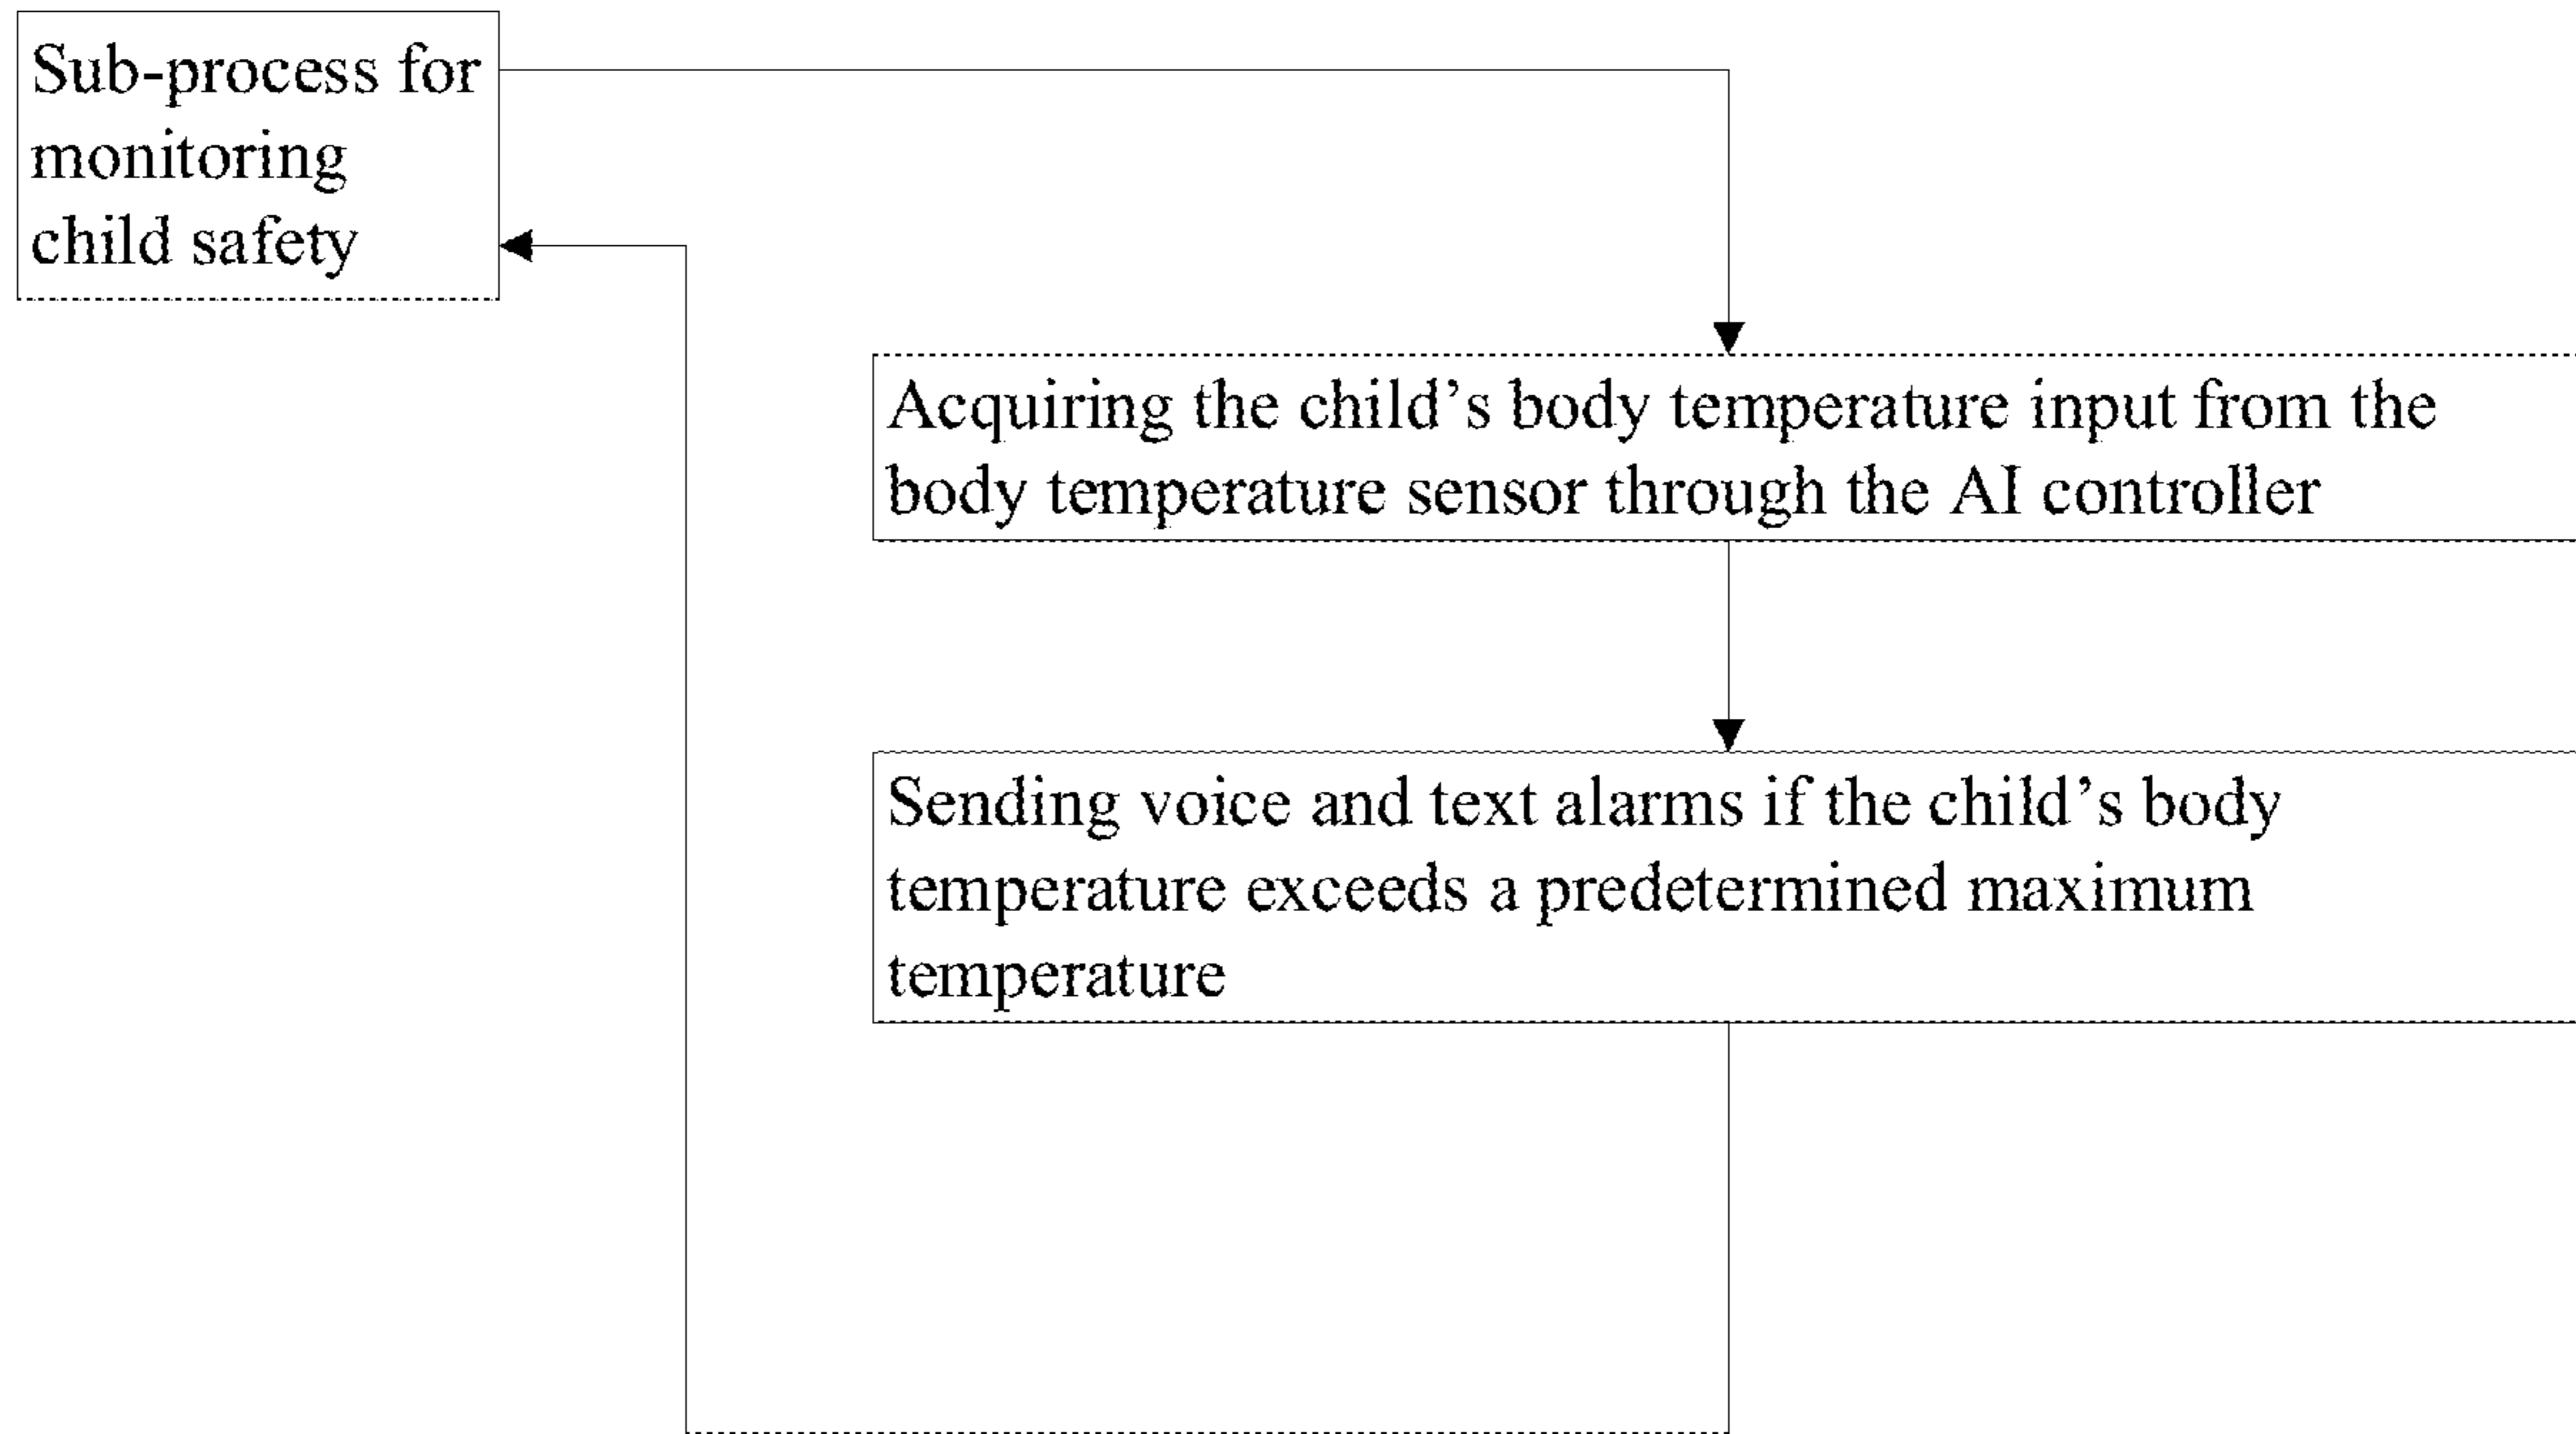 Sub-process for
monitoring
child safety
Acquiring the child’s body temperature input from the
body temperature sensor through the AI controller
Sending voice and text alarms if the child’s body
temperature exceeds a predetermined maximum
temperature